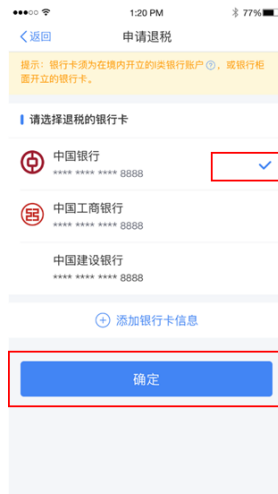 1:20 PM 77%
返回 申请退税
提示：银行卡须为在境内开立的I类银行账户?，或银行柜
面开立的银行卡。
请选择退税的银行卡
中国银行
**** **** **** 8888
中国工商银行
**** **** **** 8888
中国建设银行
**** **** **** 8888
添加银行卡信息
确定